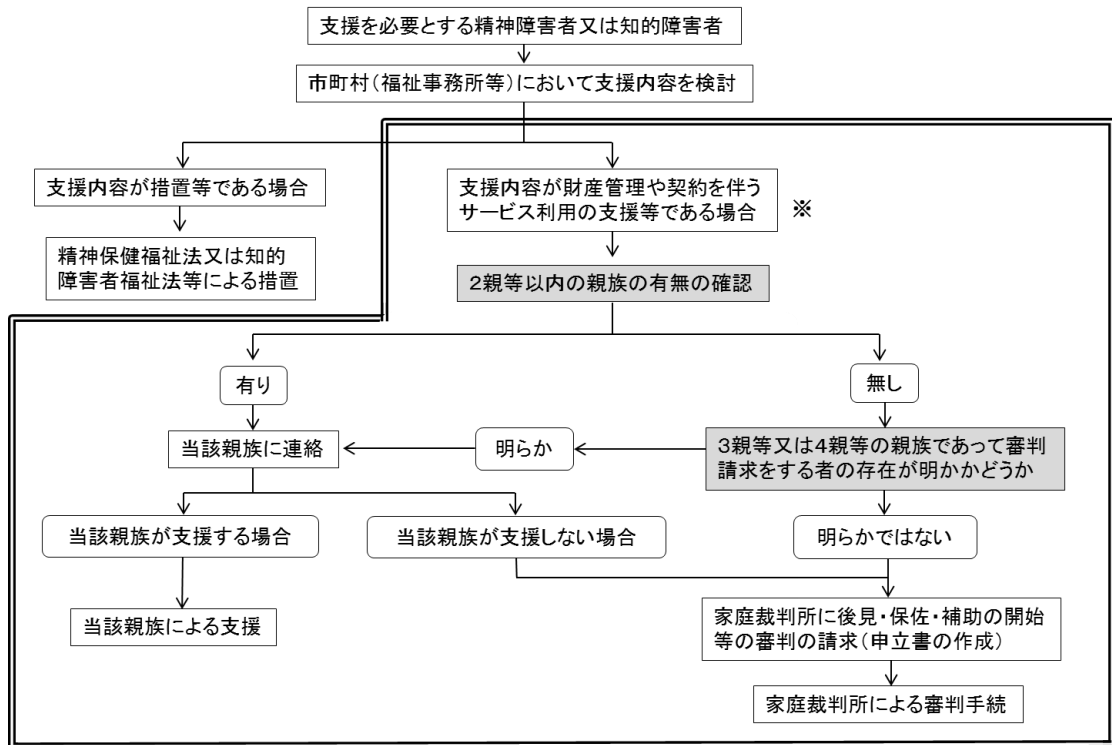 支援を必要とする精神障害者又は知的障害者
市町村（福祉事務所等）において支援内容を検討
支援内容が措置等である場合
支援内容が財産管理や契約を伴う
サービス利用の支援等である場合
※
精神保健福祉法又は知的
障害者福祉法等による措置
２親等以内の親族の有無の確認
有り
無し
当該親族に連絡
明らか
３親等又は４親等の親族であって審判
請求をする者の存在が明かかどうか
当該親族が支援する場合
当該親族が支援しない場合
明らかではない
当該親族による支援
家庭裁判所に後見・保佐・補助の開始
等の審判の請求（申立書の作成）
家庭裁判所による審判手続